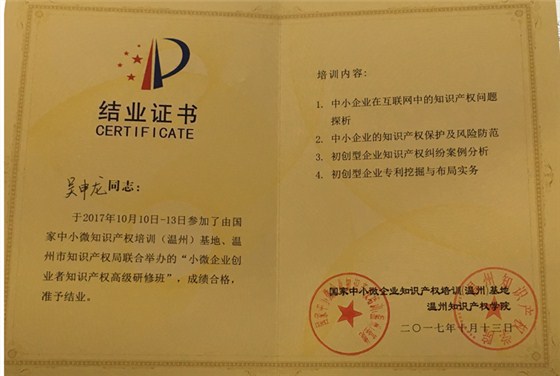 结业证书
CERTIFICATE
吴申龙同志:
于2017年10月10日-13日参加了由国
家中小微知识产权培训（温州）基地、温
州市知识产权局联合举办的“小微企业创
业者知识产权高级研修班”，成绩合格，
准予结业。
培训内容:
1. 中小企业在互联网中的知识产权问题
探析
2. 中小企业的知识产权保护及风险防范
3. 初创型企业知识产权纠纷案例分析
4. 初创型企业专利挖掘与布局实务
国家中小微企业知识产权培训(温州)基地
温州知识产权学院
二〇一七年十月十三日